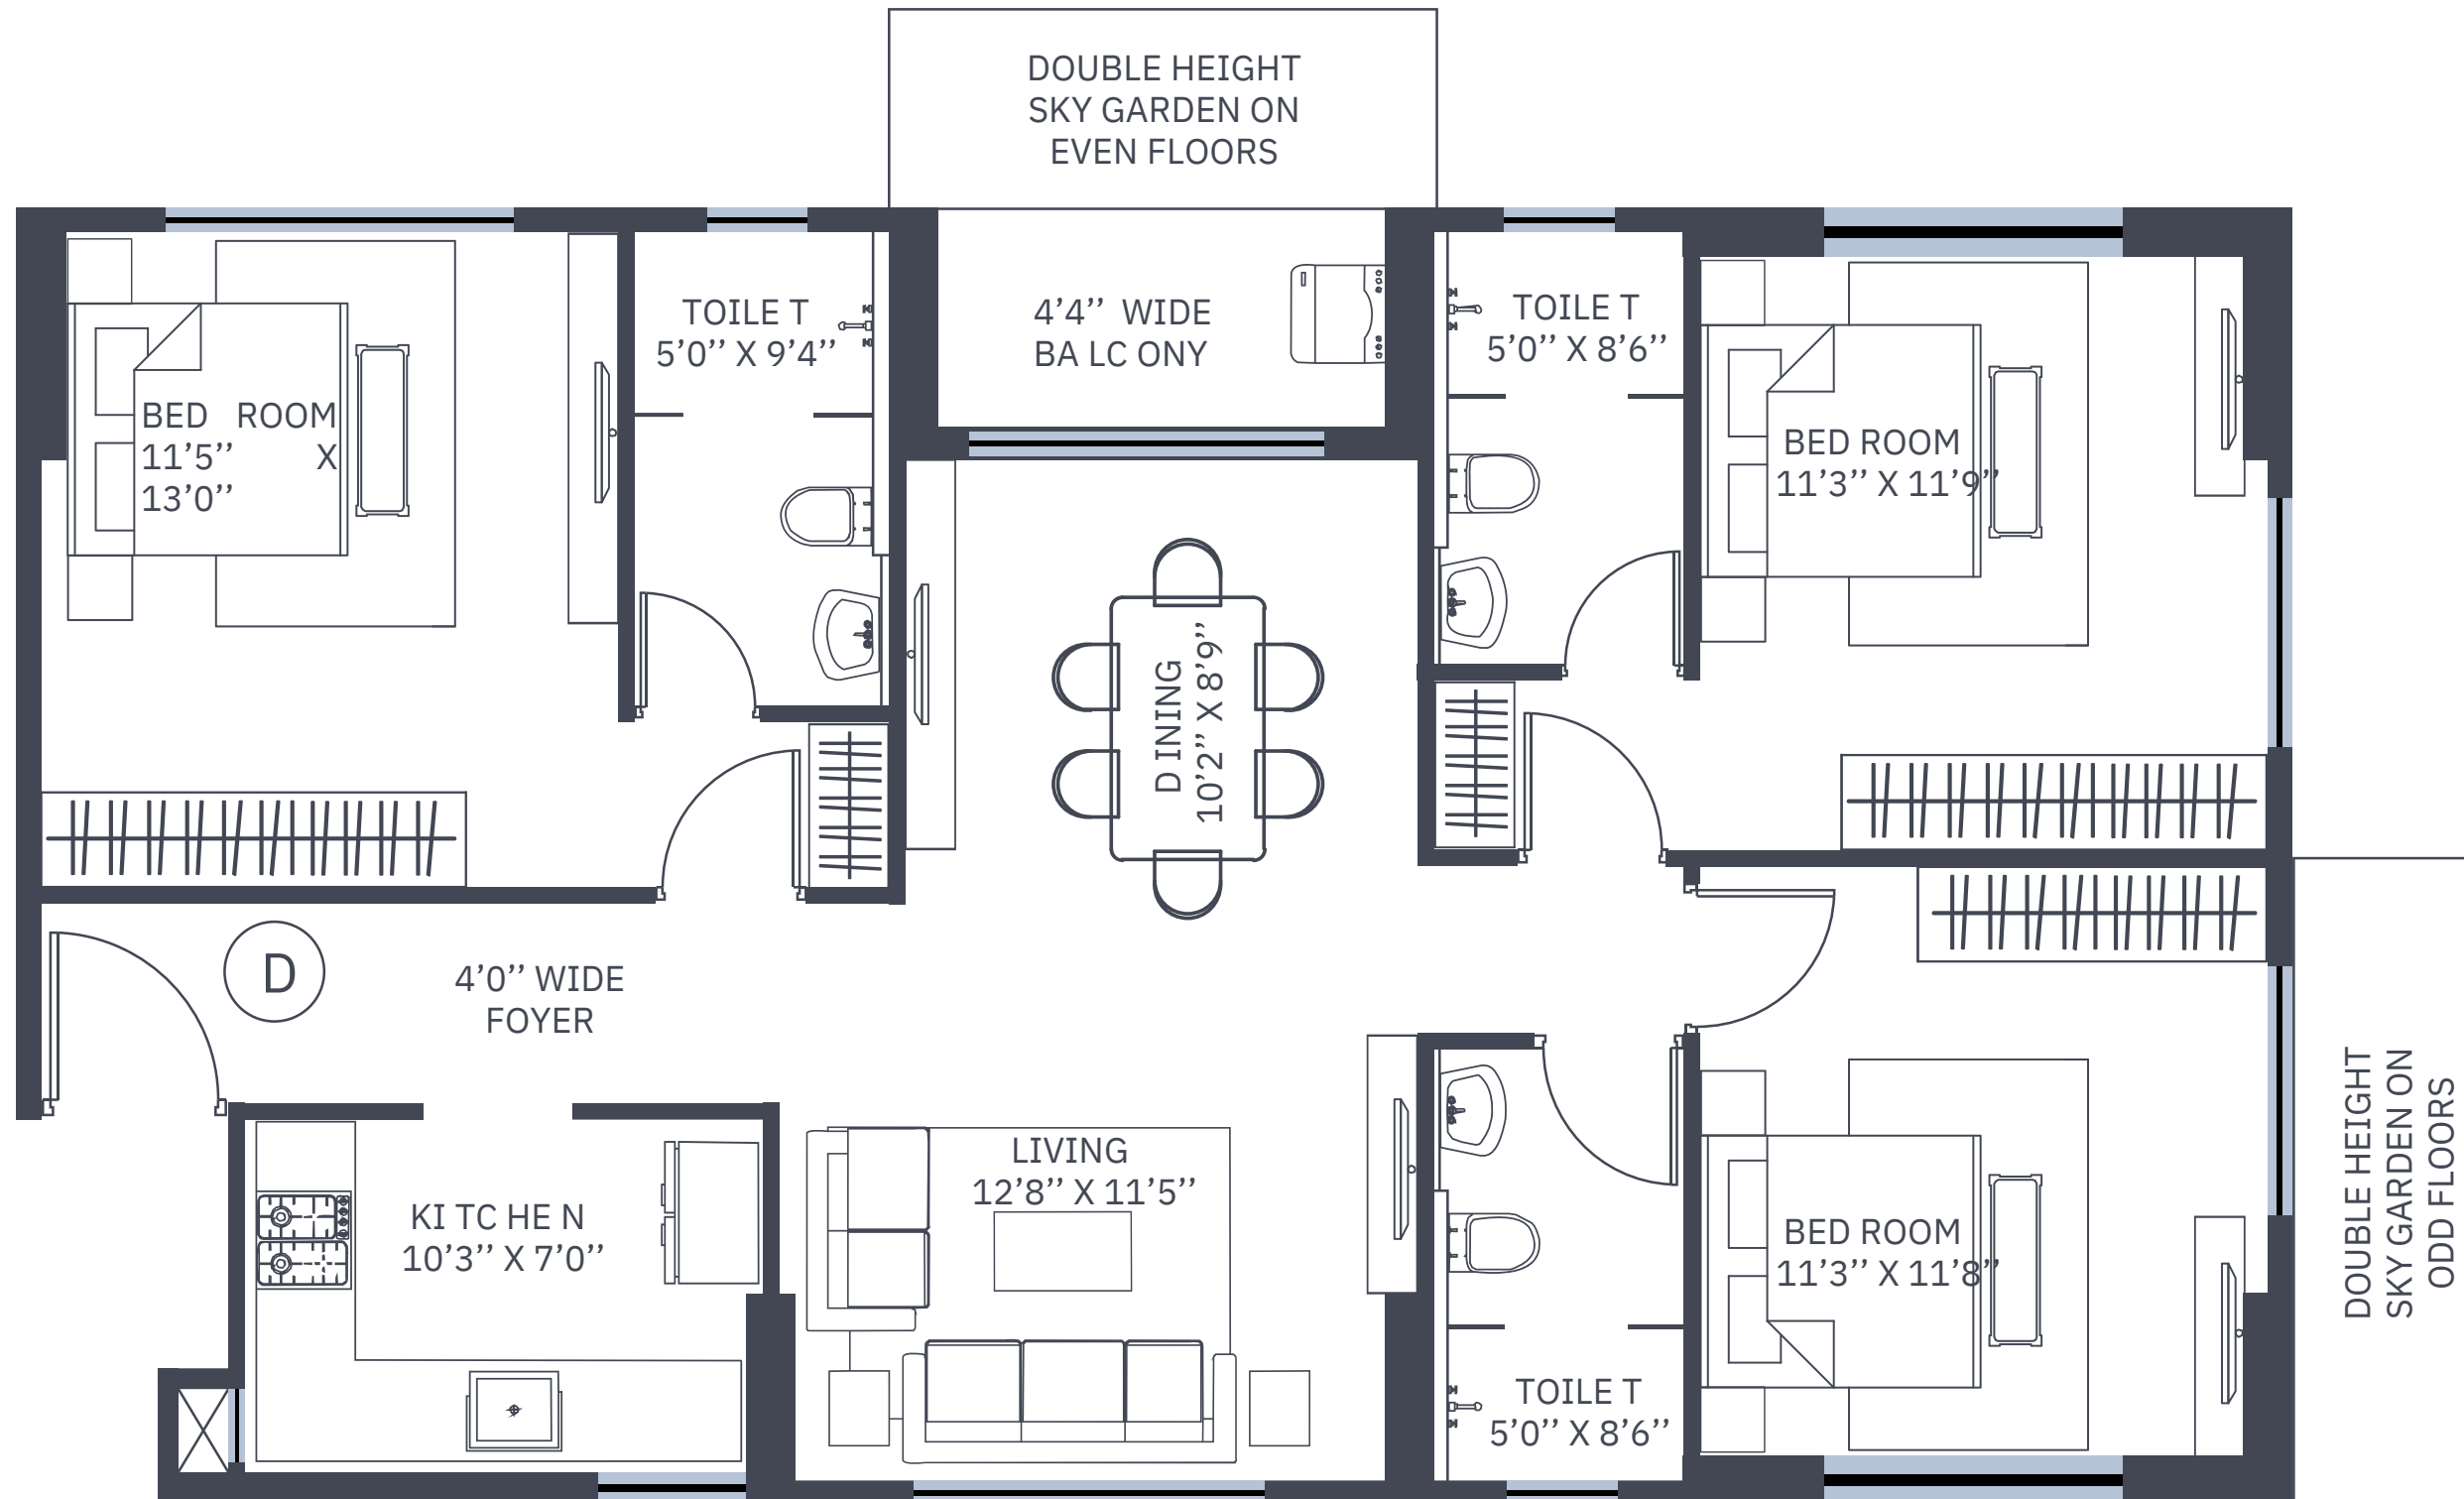 DOUBLE HEIGHT
SKY GARDEN ON
EVEN FLOORS
TOILE T
5’0’’ X 9’4’’
4’4’’ WIDE
BA LC ONY
TOILE T
5’0’’ X 8’6’’
BED ROOM
11’5’’ X
13’0’’
BED ROOM
11’3’’ X 11’9’’
D INING
10’2’’ X 8’9’’
D
4’0’’ WIDE
FOYER
KI TC HE N
10’3’’ X 7’0’’
LIVING
12’8’’ X 11’5’’
BED ROOM
11’3’’ X 11’8’’
TOILE T
5’0’’ X 8’6’’
DOUBLE HEIGHT
SKY GARDEN ON
ODD FLOORS